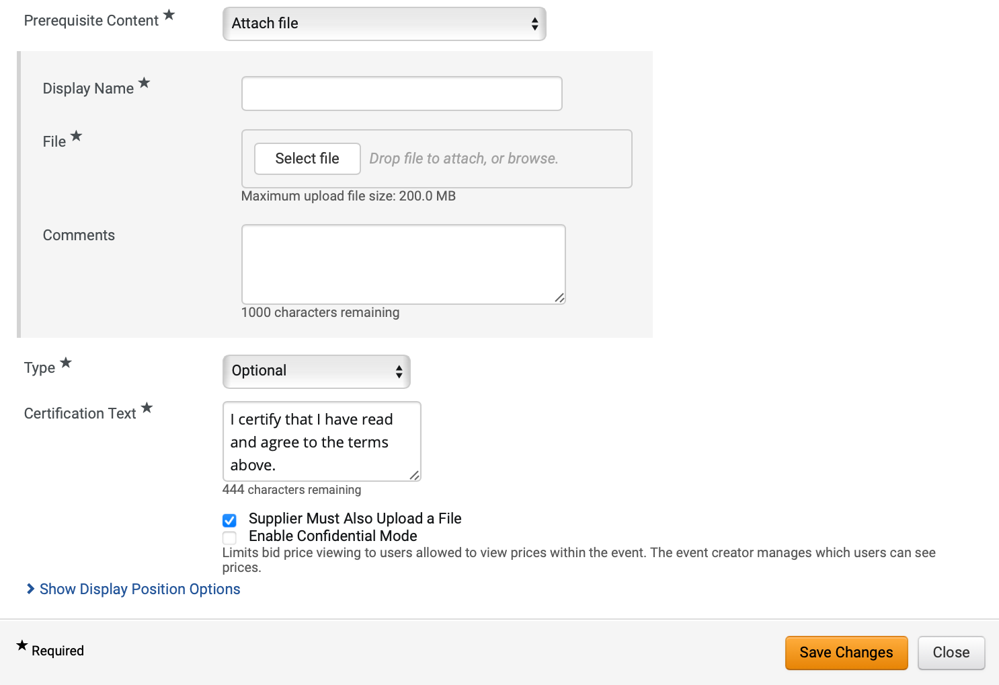 Prerequisite Content ★
Attach file
Display Name ★
File ★
Select file
Drop file to attach, or browse.
Maximum upload file size: 200.0 MB
Comments
1000 characters remaining
Type ★
Optional
Certification Text ★
I certify that I have read
and agree to the terms
above.
444 characters remaining
Supplier Must Also Upload a File
Enable Confidential Mode
Limits bid price viewing to users allowed to view prices within the event. The event creator manages which users can see
prices.
Show Display Position Options
★ Required
Save Changes
Close